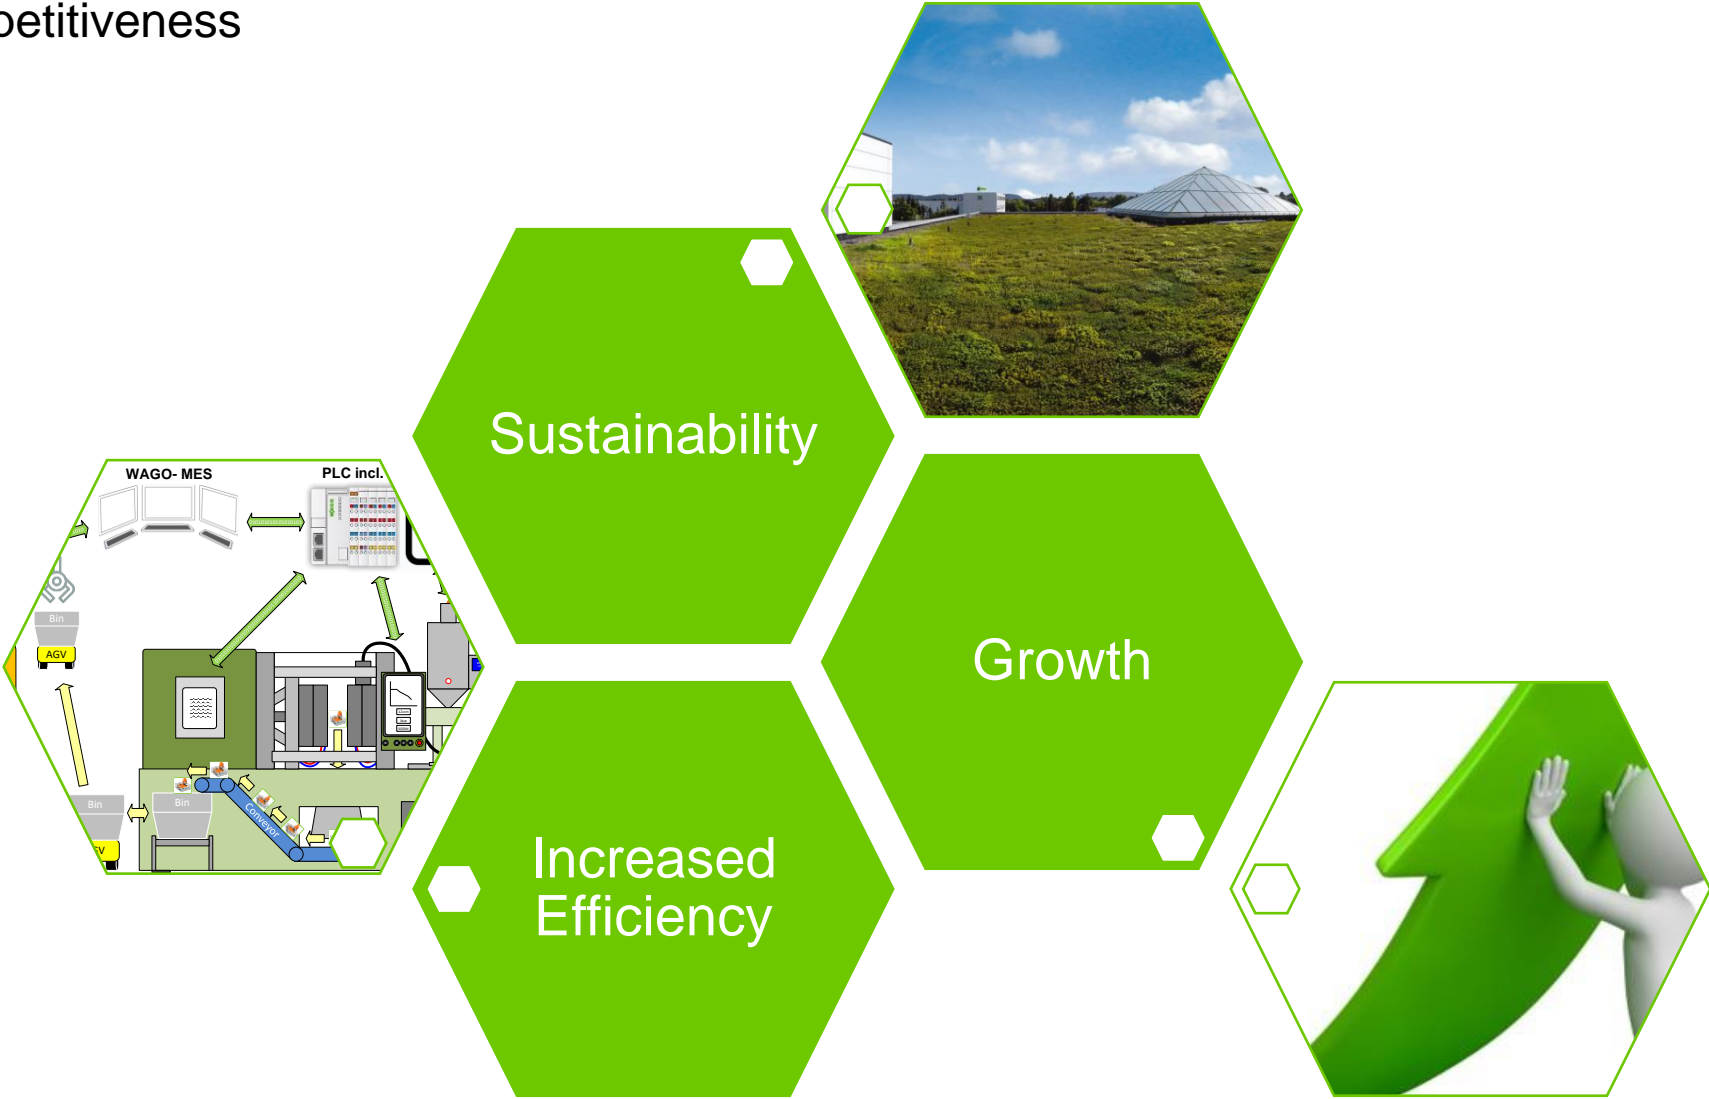 petitiveness
Sustainability
WAGO- MES
PLC incl.
Bin
AGV
Growth
Bin
Bin
Conveyor
Increased
Efficiency